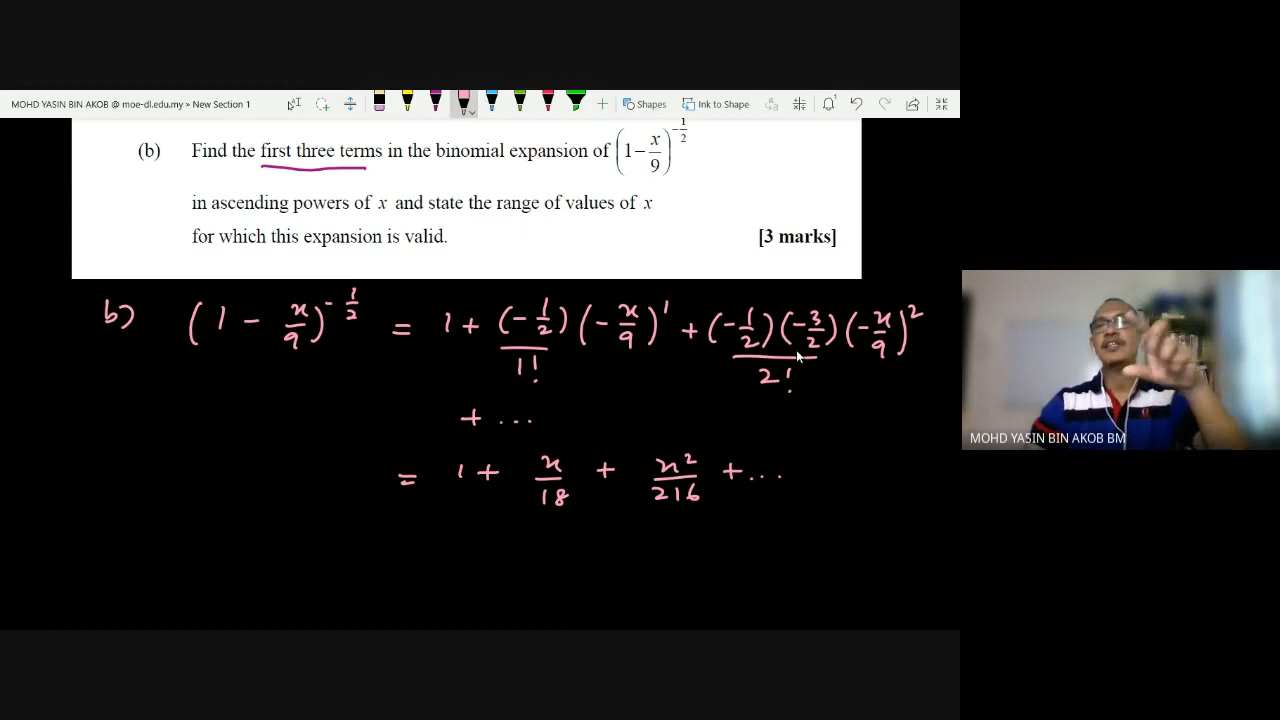 MOHD YASIN BIN AKOB @ moe-dl.edu.my » New Section 1
Shapes
Ink to Shape
(b) Find the first three terms in the binomial expansion of (1 − x/9)^(−1/2)
in ascending powers of x and state the range of values of x
for which this expansion is valid. [3 marks]
b) (1 − x/9)^(−1/2) = 1 + (−1/2)/1! (−x/9)^1 + (−1/2)(−3/2)/2! (−x/9)^2
+ ...
= 1 + x/18 + x²/216 + ...
MOHD YASIN BIN AKOB BM